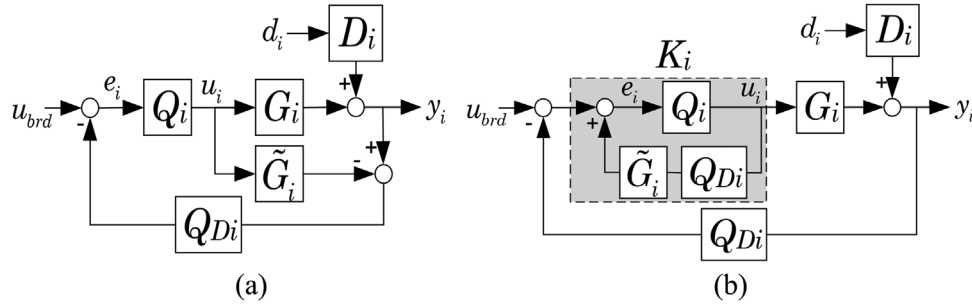 d_i D_i
e_i Q_i u_i G_i + y_i
u_brd - + -
G̃_i
Q_Di
(a)
d_i D_i
K_i
e_i Q_i u_i G_i + y_i
u_brd - +
G̃_i Q_Di
Q_Di
(b)